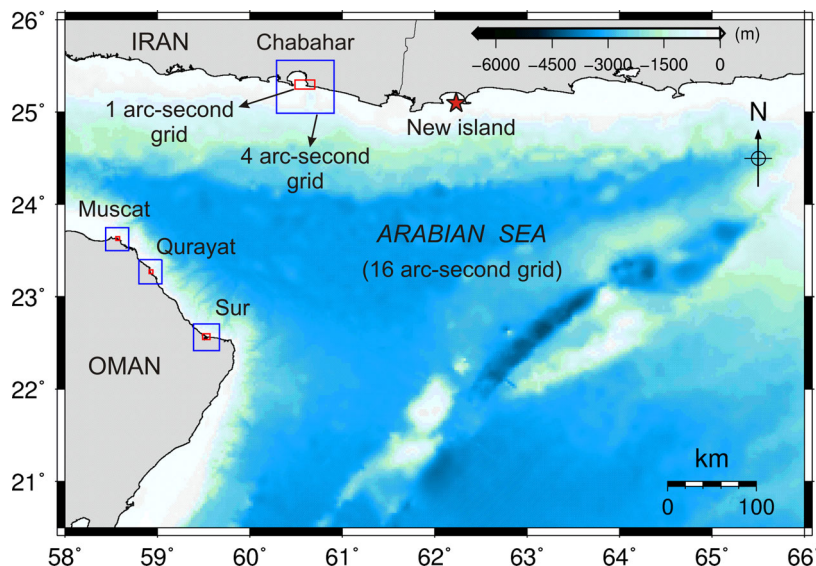 26°
25°
24°
23°
22°
21°
58°
59°
60°
61°
62°
63°
64°
65°
66°
IRAN
Chabahar
(m)
−6000
−4500
−3000
−1500
0
1 arc-second
grid
4 arc-second
grid
New island
N
Muscat
Qurayat
Sur
ARABIAN SEA
(16 arc-second grid)
OMAN
km
0
100